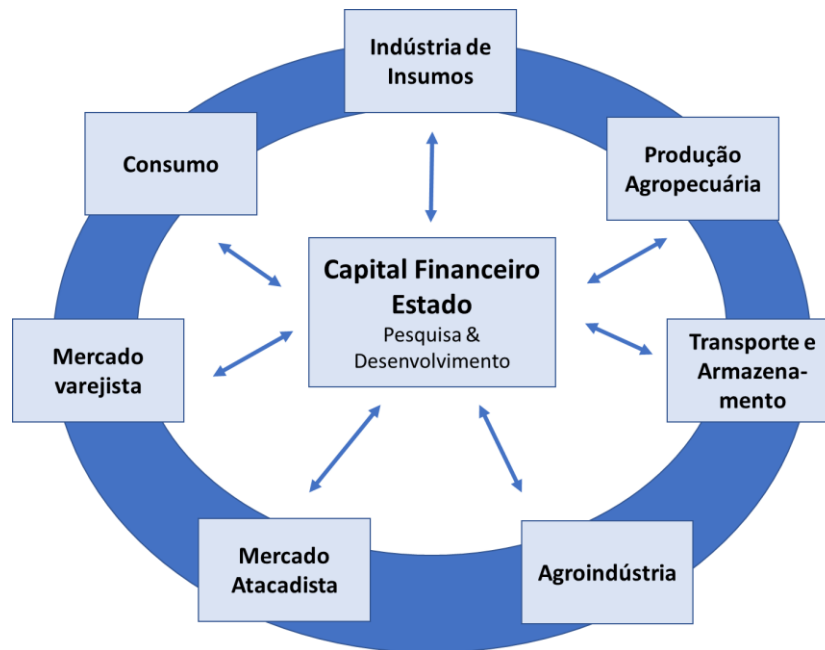 Indústria de
Insumos
Produção
Agropecuária
Consumo
Capital Financeiro
Estado
Pesquisa &
Desenvolvimento
Transporte e
Armazena-
mento
Mercado
varejista
Mercado
Atacadista
Agroindústria